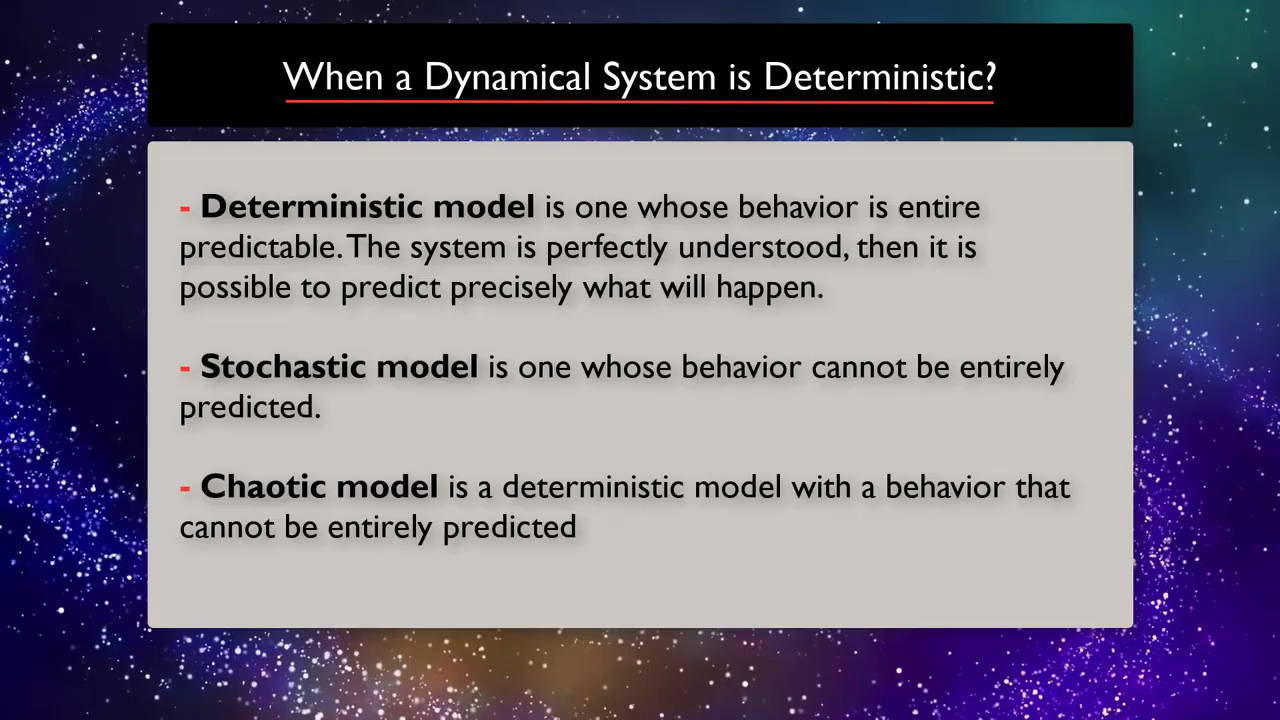 When a Dynamical System is Deterministic?
- Deterministic model is one whose behavior is entire
predictable. The system is perfectly understood, then it is
possible to predict precisely what will happen.
- Stochastic model is one whose behavior cannot be entirely
predicted.
- Chaotic model is a deterministic model with a behavior that
cannot be entirely predicted